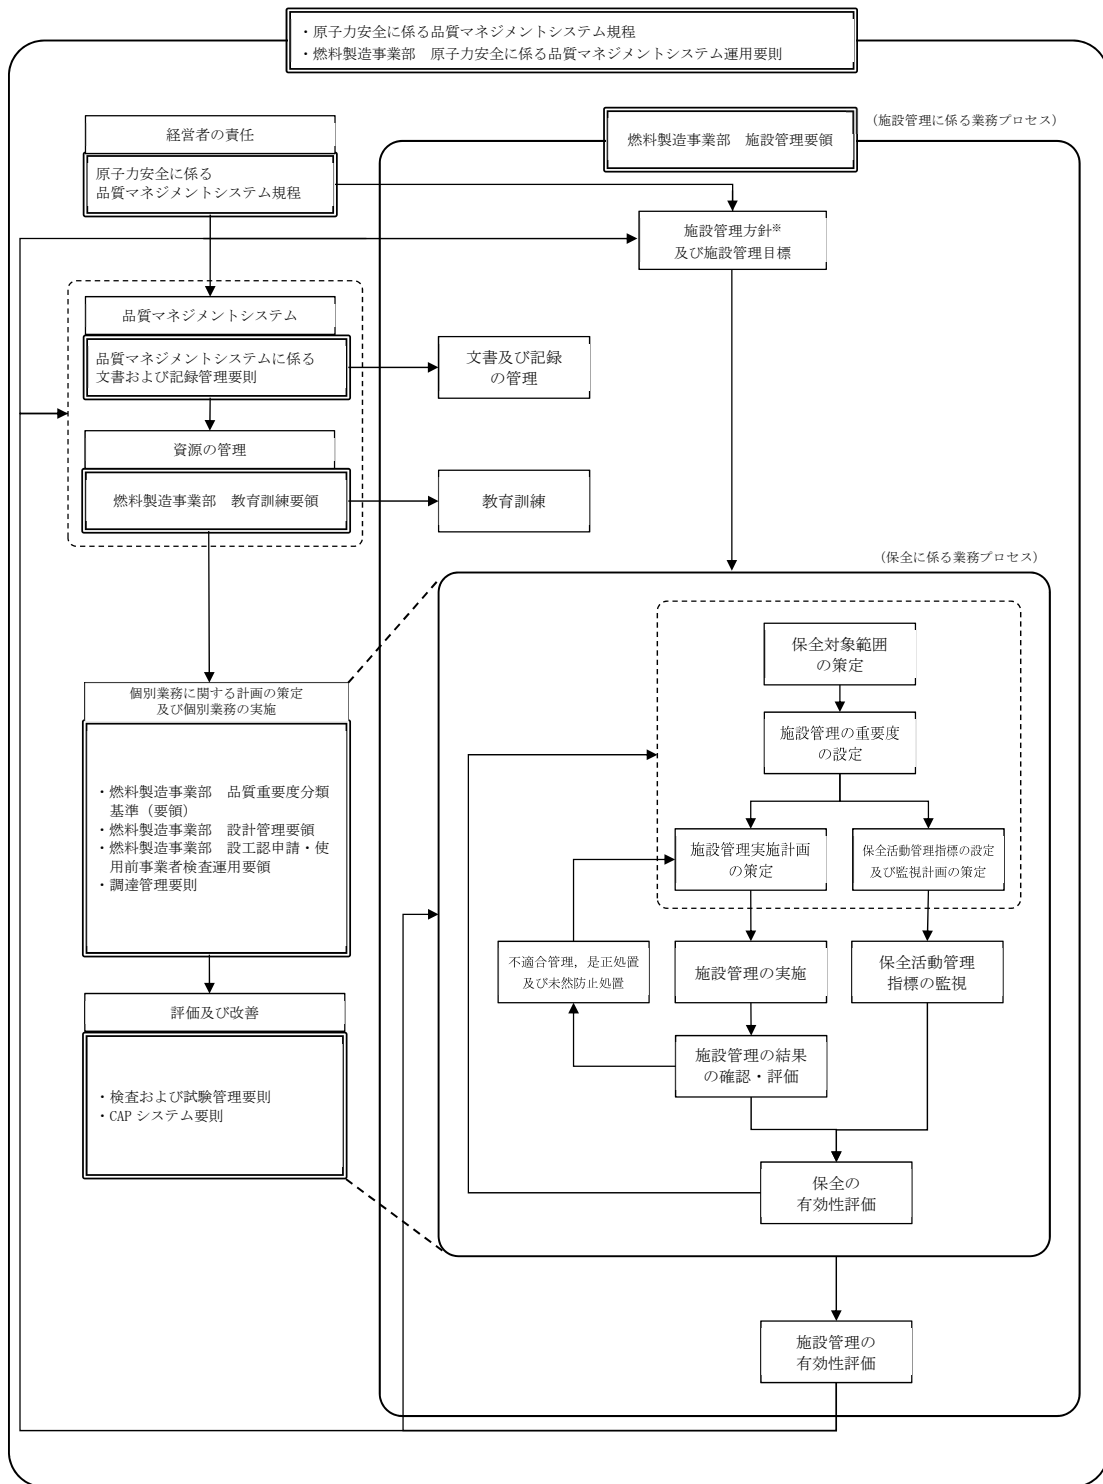 ・原子力安全に係る品質マネジメントシステム規程
・燃料製造事業部　原子力安全に係る品質マネジメントシステム運用要則
経営者の責任
原子力安全に係る
品質マネジメントシステム規程
燃料製造事業部　施設管理要領
（施設管理に係る業務プロセス）
施設管理方針※
及び施設管理目標
品質マネジメントシステム
品質マネジメントシステムに係る
文書および記録管理要則
文書及び記録
の管理
資源の管理
燃料製造事業部　教育訓練要領
教育訓練
（保全に係る業務プロセス）
個別業務に関する計画の策定
及び個別業務の実施
・燃料製造事業部　品質重要度分類
基準（要領）
・燃料製造事業部　設計管理要領
・燃料製造事業部　設工認申請・使
用前事業者検査運用要領
・調達管理要則
評価及び改善
・検査および試験管理要則
・CAP システム要則
保全対象範囲
の策定
施設管理の重要度
の設定
施設管理実施計画
の策定
保全活動管理指標の設定
及び監視計画の策定
不適合管理，是正処置
及び未然防止処置
施設管理の実施
保全活動管理
指標の監視
施設管理の結果
の確認・評価
保全の
有効性評価
施設管理の
有効性評価